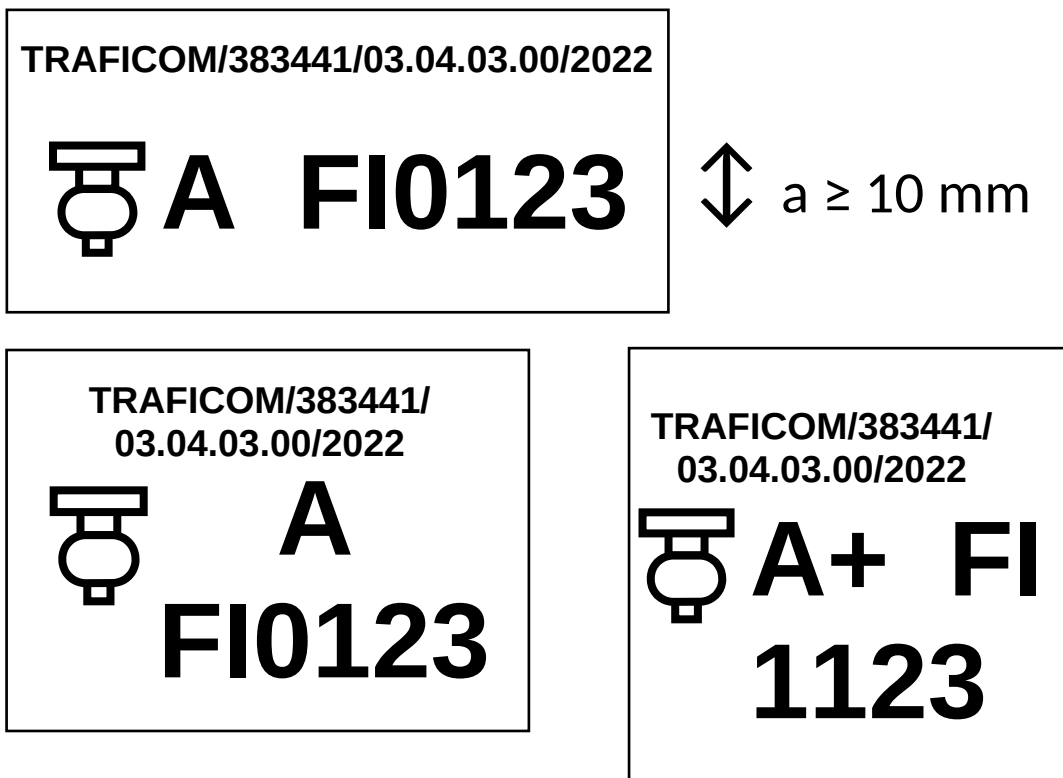 TRAFICOM/383441/03.04.03.00/2022
A FI0123
a ≥ 10 mm
TRAFICOM/383441/
03.04.03.00/2022
A
FI0123
TRAFICOM/383441/
03.04.03.00/2022
A+ FI
1123